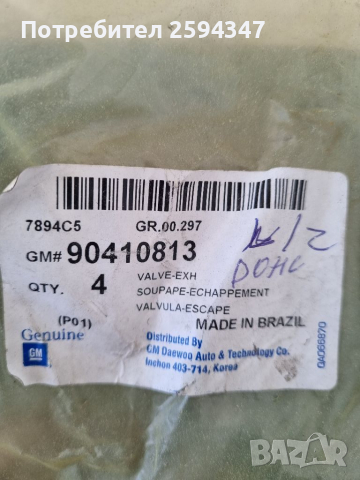 Потребител 2594347
7894C5 GR.00.297
GM# 90410813
QTY. 4 VALVE-EXH
SOUPAPE-ECHAPPEMENT
VALVULA-ESCAPE
(P01) MADE IN BRAZIL
Genuine
GM
Distributed By
GM Daewoo Auto & Technology Co.
Inchon 403-714, Korea
QA066870
DOHC
BAZAR
bg